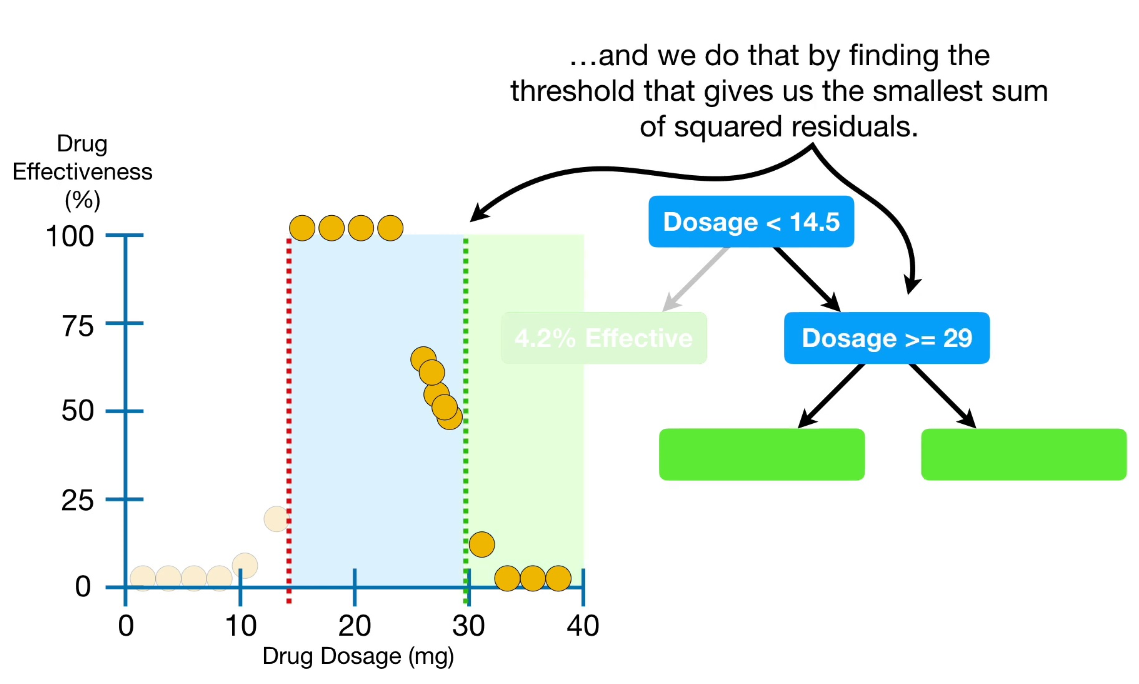 …and we do that by finding the
threshold that gives us the smallest sum
of squared residuals.
Drug
Effectiveness
(%)
100
75
50
25
0
0 10 20 30 40
Drug Dosage (mg)
Dosage < 14.5
4.2% Effective
Dosage >= 29